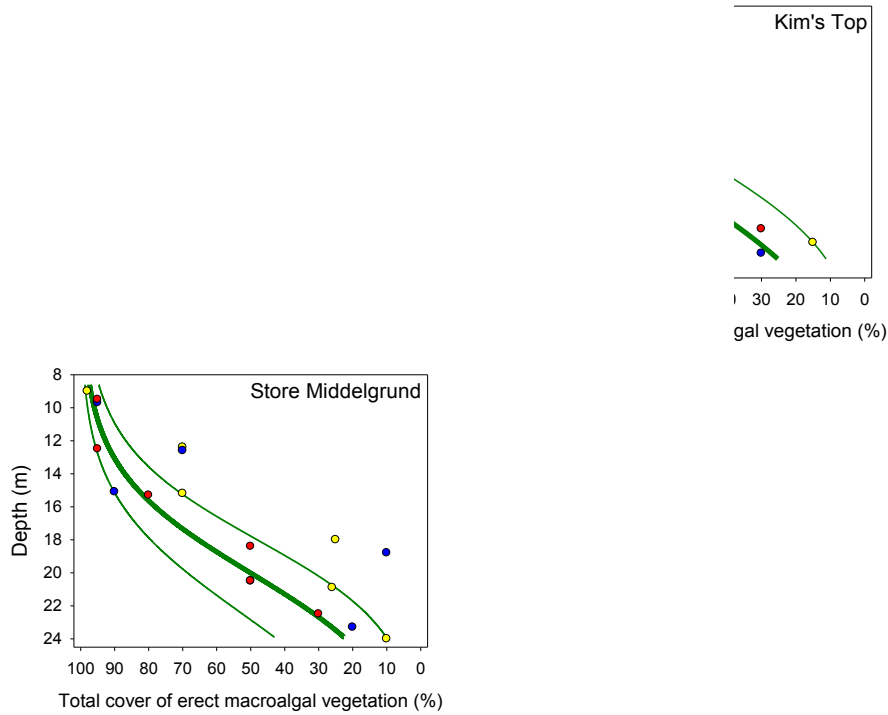 Kim's Top
30 20 10 0
gal vegetation (%)
Store Middelgrund
8
10
12
14
16
18
20
22
24
Depth (m)
100 90 80 70 60 50 40 30 20 10 0
Total cover of erect macroalgal vegetation (%)